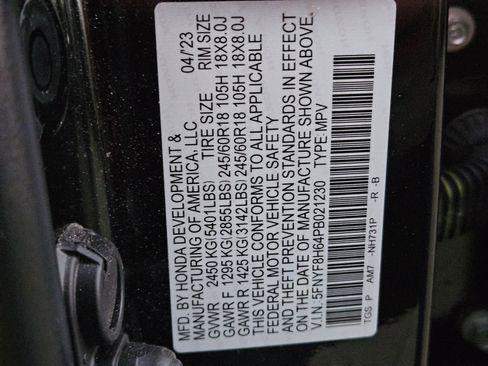 MFD. BY HONDA DEVELOPMENT & 04/'23
MANUFACTURING OF AMERICA, LLC.
GVWR 2450 KG(5401LBS) TIRE SIZE RIM SIZE
GAWR F 1295 KG(2855LBS) 245/60R18 105H 18X8.0J
GAWR R 1425 KG(3142LBS) 245/60R18 105H 18X8.0J
THIS VEHICLE CONFORMS TO ALL APPLICABLE
FEDERAL MOTOR VEHICLE SAFETY
AND THEFT PREVENTION STANDARDS IN EFFECT
ON THE DATE OF MANUFACTURE SHOWN ABOVE.
V.I.N.: 5FNYF8H64PB021230 TYPE:MPV
TGS P AM7 -NH731P -R -B